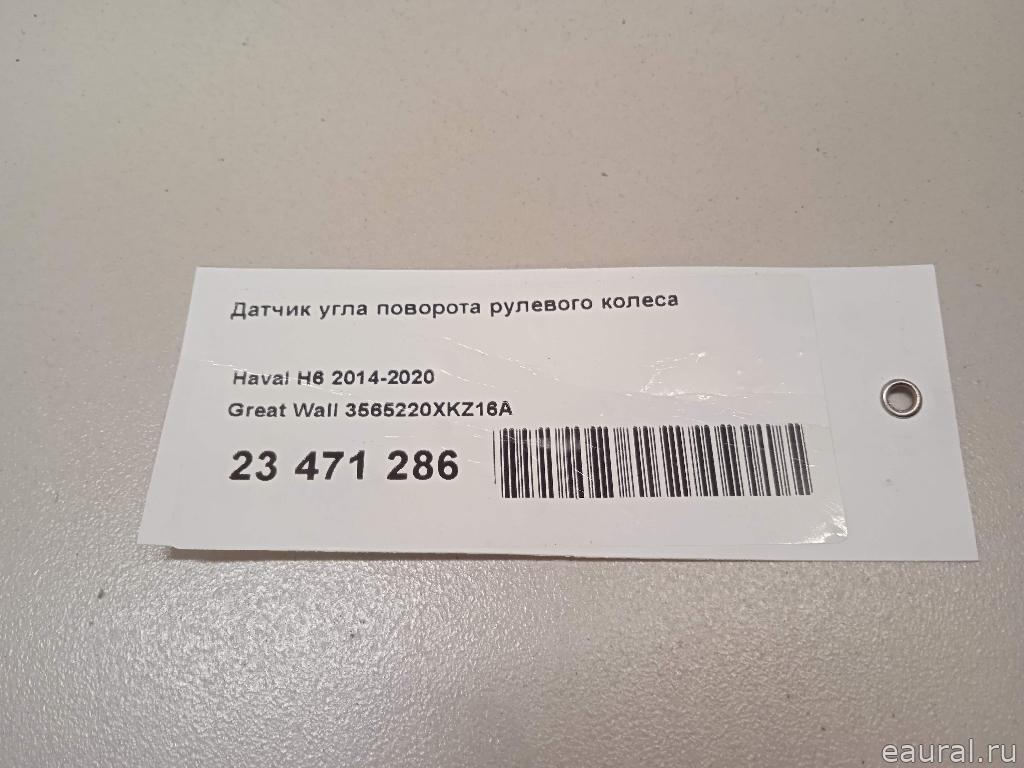 Датчик угла поворота рулевого колеса
Haval H6 2014-2020
Great Wall 3565220XKZ16A
23 471 286
eaural.ru